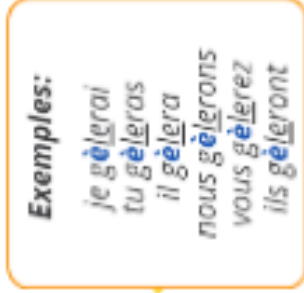 Exemples:
je gèlerai
tu gèleras
il gèlera
nous gèlerons
vous gèlerez
ils gèleront